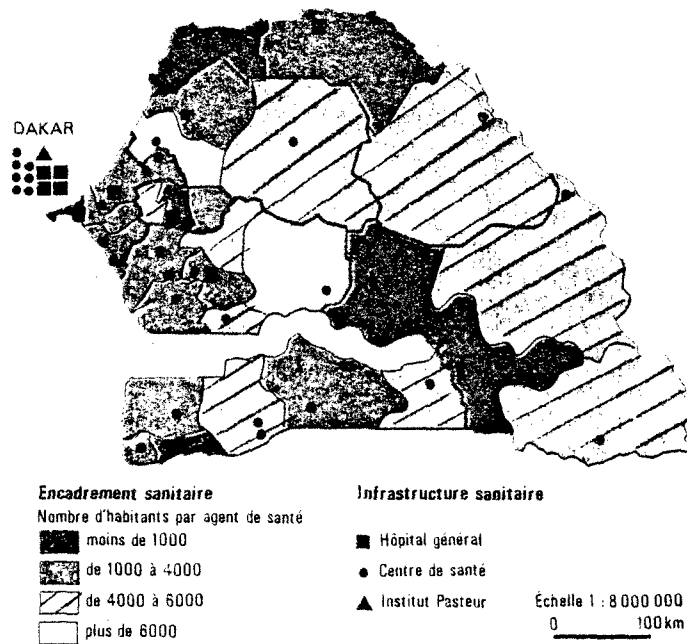 DAKAR
Encadrement sanitaire
Nombre d'habitants par agent de santé
moins de 1000
de 1000 à 4000
de 4000 à 6000
plus de 6000
Infrastructure sanitaire
Hôpital général
Centre de santé
Institut Pasteur
Échelle 1 : 8 000 000
0 100 km